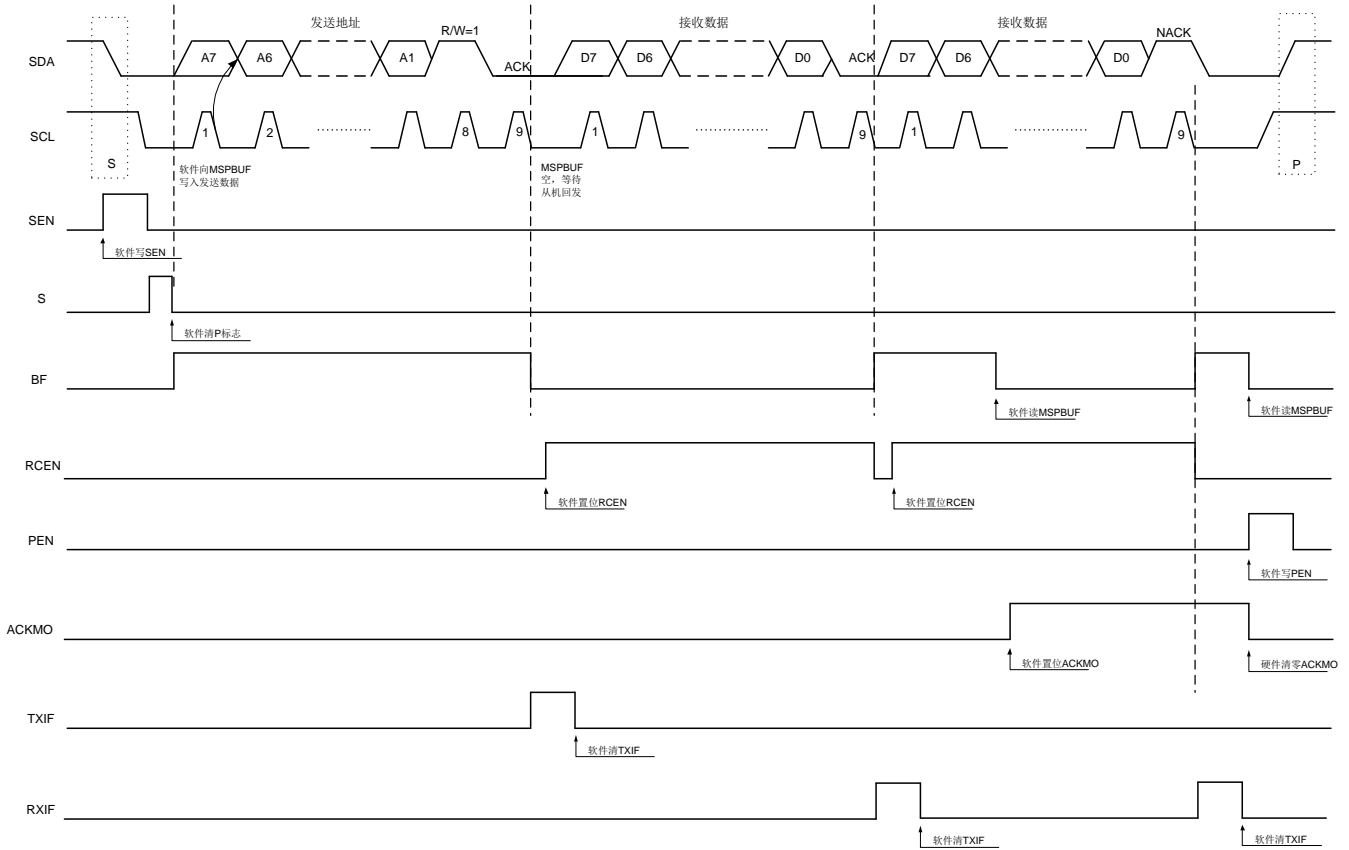 发送地址
R/W=1
接收数据
接收数据
NACK
SDA
A7
A6
A1
ACK
D7
D6
D0
ACK
D7
D6
D0
SCL
1
2
8
9
1
9
1
9
S
P
软件向MSPBUF
写入发送数据
MSPBUF
空，等待
从机回发
SEN
软件写SEN
S
软件清P标志
BF
软件读MSPBUF
软件读MSPBUF
RCEN
软件置位RCEN
软件置位RCEN
PEN
软件写PEN
ACKMO
软件置位ACKMO
硬件清零ACKMO
TXIF
软件清TXIF
RXIF
软件清TXIF
软件清TXIF